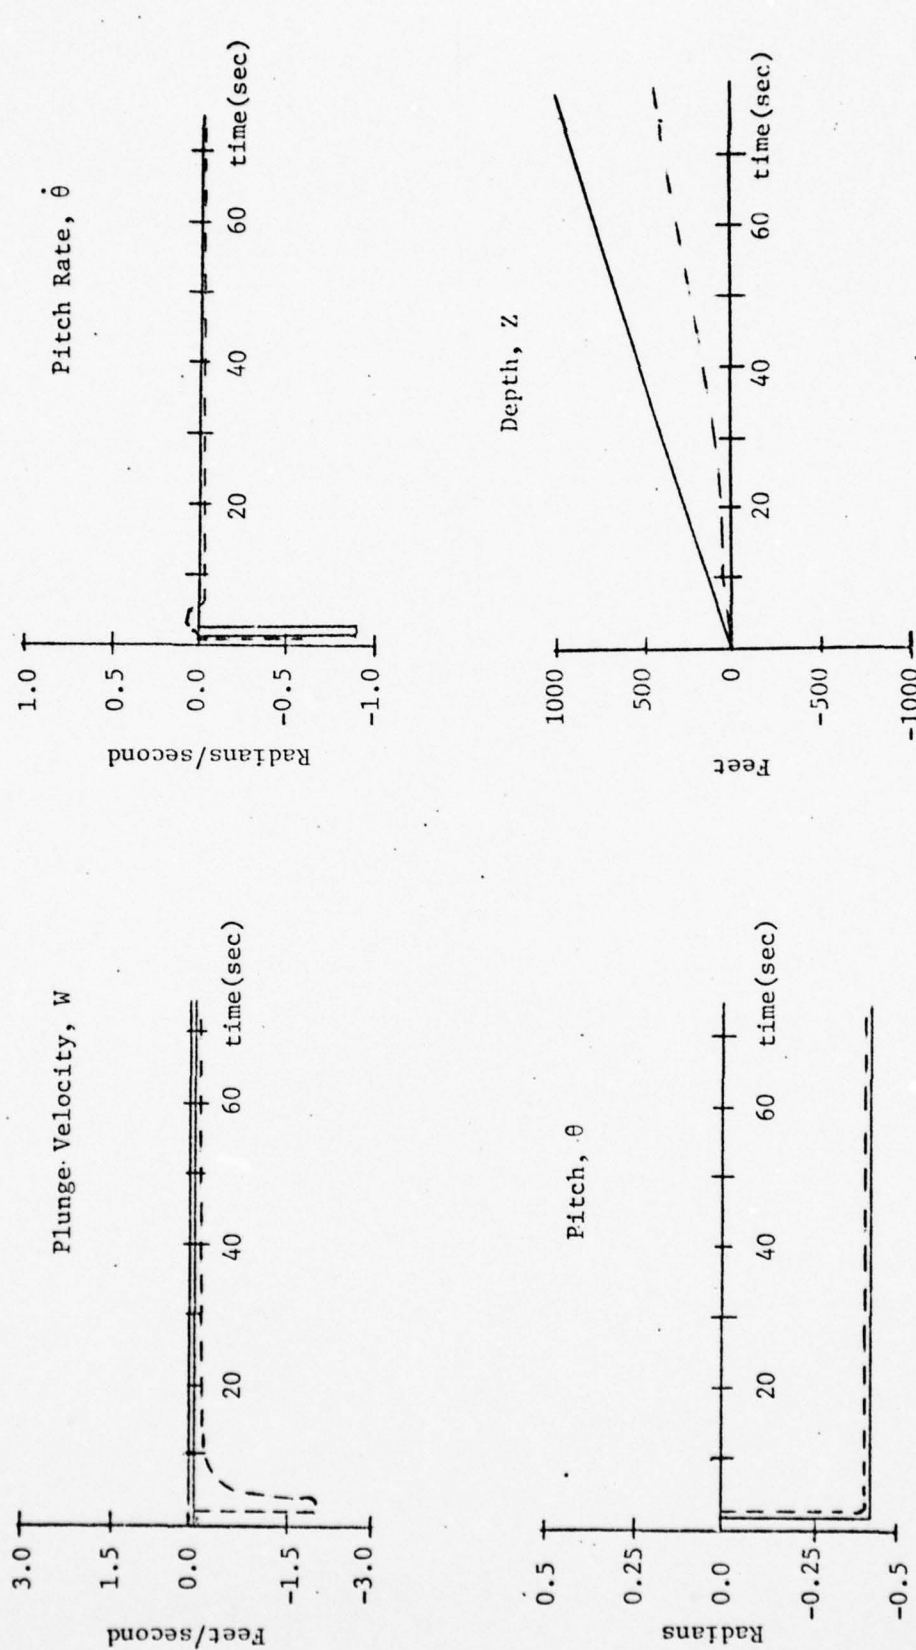 Plunge Velocity, W
Feet/second
3.0
1.5
0.0
-1.5
-3.0
20
40
60
time(sec)
Pitch Rate, θ̇
Radians/second
1.0
0.5
0.0
-0.5
-1.0
20
40
60
time(sec)
Pitch, θ
Radians
0.5
0.25
0.0
-0.25
-0.5
20
40
60
time(sec)
Depth, Z
Feet
1000
500
0
-500
-1000
20
40
60
time(sec)